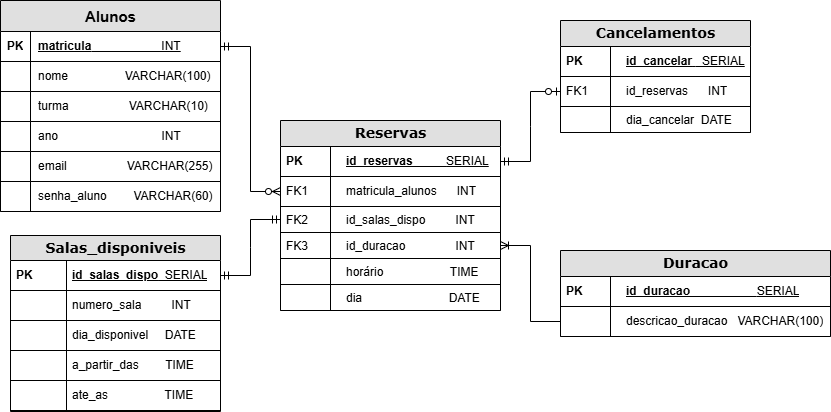 Alunos
PK matricula INT
nome VARCHAR(100)
turma VARCHAR(10)
ano INT
email VARCHAR(255)
senha_aluno VARCHAR(60)
Salas_disponiveis
PK id_salas_dispo SERIAL
numero_sala INT
dia_disponivel DATE
a_partir_das TIME
ate_as TIME
Reservas
PK id_reservas SERIAL
FK1 matricula_alunos INT
FK2 id_salas_dispo INT
FK3 id_duracao INT
horário TIME
dia DATE
Cancelamentos
PK id_cancelar SERIAL
FK1 id_reservas INT
dia_cancelar DATE
Duracao
PK id_duracao SERIAL
descricao_duracao VARCHAR(100)